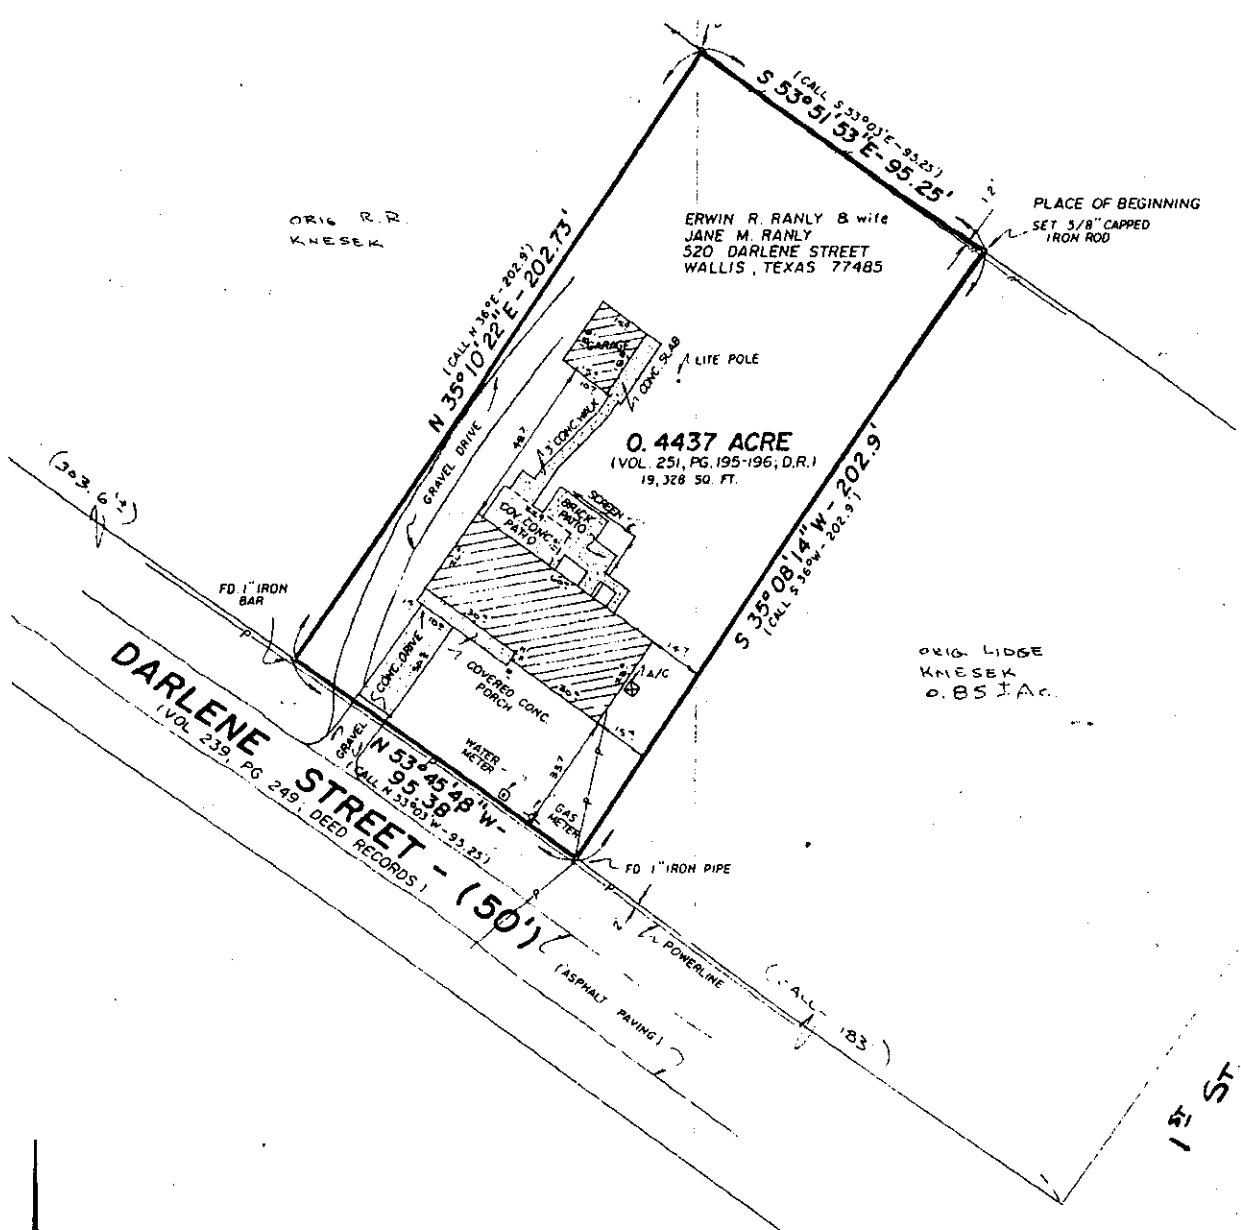 (CALL S 53°03'E - 95.25')
S 53°51'53"E - 95.25'
12'
PLACE OF BEGINNING
SET 5/8" CAPPED
IRON ROD
ORIG R.R.
KNESEK
ERWIN R. RANLY & wife
JANE M. RANLY
520 DARLENE STREET
WALLIS, TEXAS 77485
(CALL N 36°E - 202.9')
N 35°10'22"E - 202.73'
GARAGE
CONC. SLAB
LITE POLE
3' CONC. WALK
GRAVEL DRIVE
0.4437 ACRE
(VOL. 251, PG. 195-196; D.R.)
19,328 SQ. FT.
S 35°08'14"W - 202.9'
(CALL S 36°W - 202.9')
SCREEN
BRICK
PATIO
COV. CONC.
PATIO
(303.6'±)
FD. 1" IRON
BAR
P
CONC. DRIVE
COVERED CONC.
PORCH
A/C
ORIG LIDGE
KNESEK
0.85 ± Ac.
WATER
METER
GAS
METER
GRAVEL
N 53°45'48"W -
95.38'
(CALL N 53°03'W - 95.25')
DARLENE STREET - (50')
(VOL 239, PG 249, DEED RECORDS)
FD 1" IRON PIPE
P
2'
POWERLINE
(ASPHALT PAVING)
(CALL 183')
1ST ST.